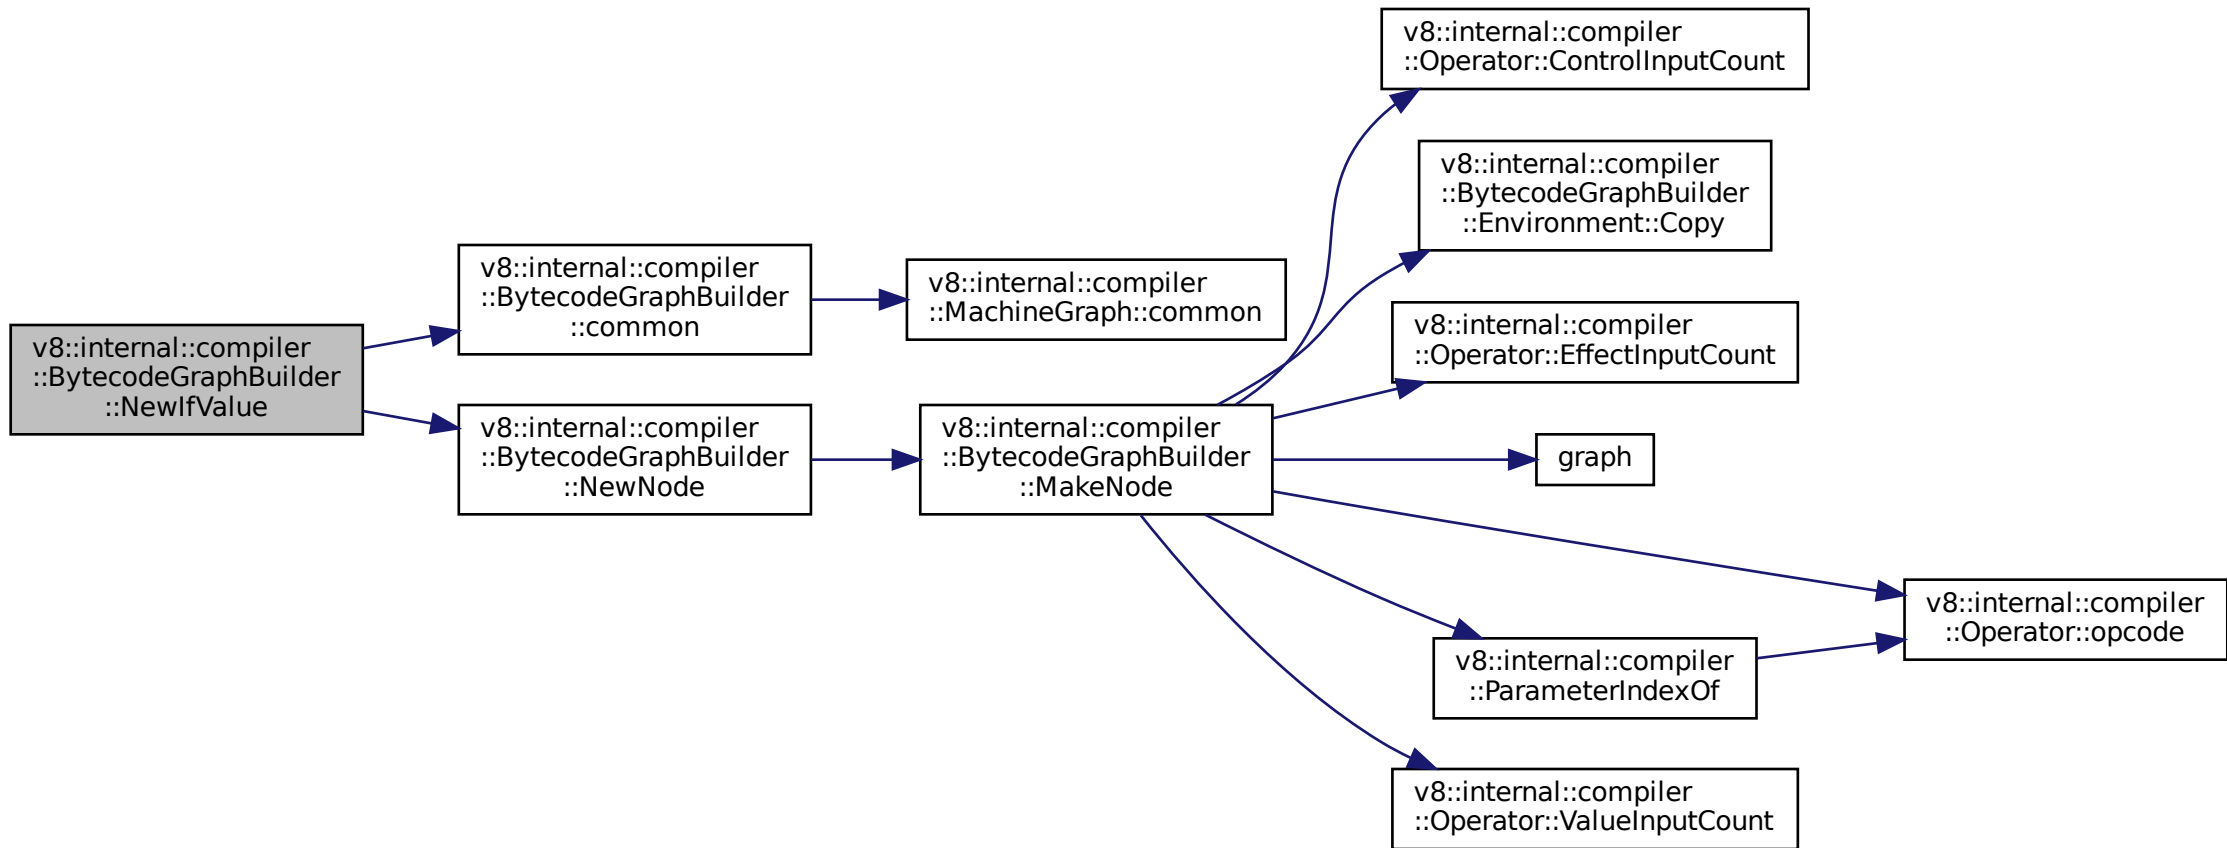 v8::internal::compiler
::Operator::ControlInputCount
v8::internal::compiler
::BytecodeGraphBuilder
::Environment::Copy
v8::internal::compiler
::BytecodeGraphBuilder
::common
v8::internal::compiler
::MachineGraph::common
v8::internal::compiler
::Operator::EffectInputCount
v8::internal::compiler
::BytecodeGraphBuilder
::NewIfValue
v8::internal::compiler
::BytecodeGraphBuilder
::NewNode
v8::internal::compiler
::BytecodeGraphBuilder
::MakeNode
graph
v8::internal::compiler
::Operator::opcode
v8::internal::compiler
::ParameterIndexOf
v8::internal::compiler
::Operator::ValueInputCount